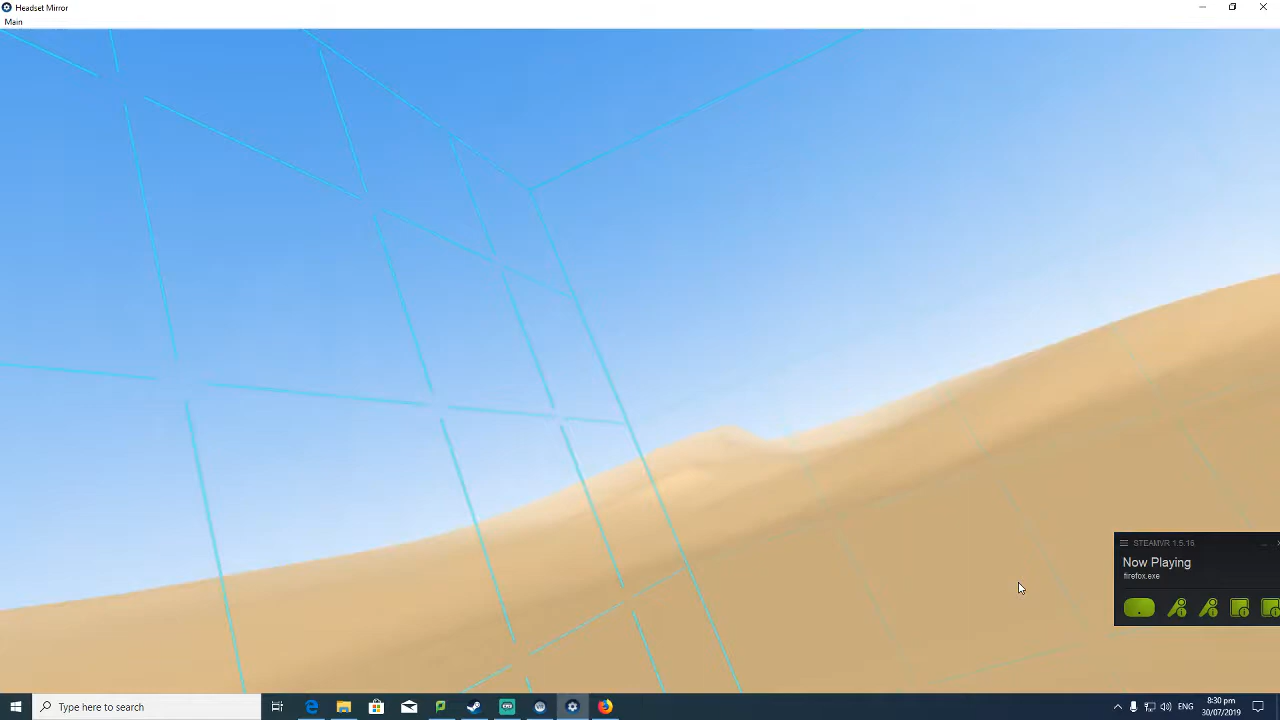 Headset Mirror
Main
STEAMVR 1.5.16
Now Playing
firefox.exe
Type here to search
ENG
8:30 pm
30/07/2019